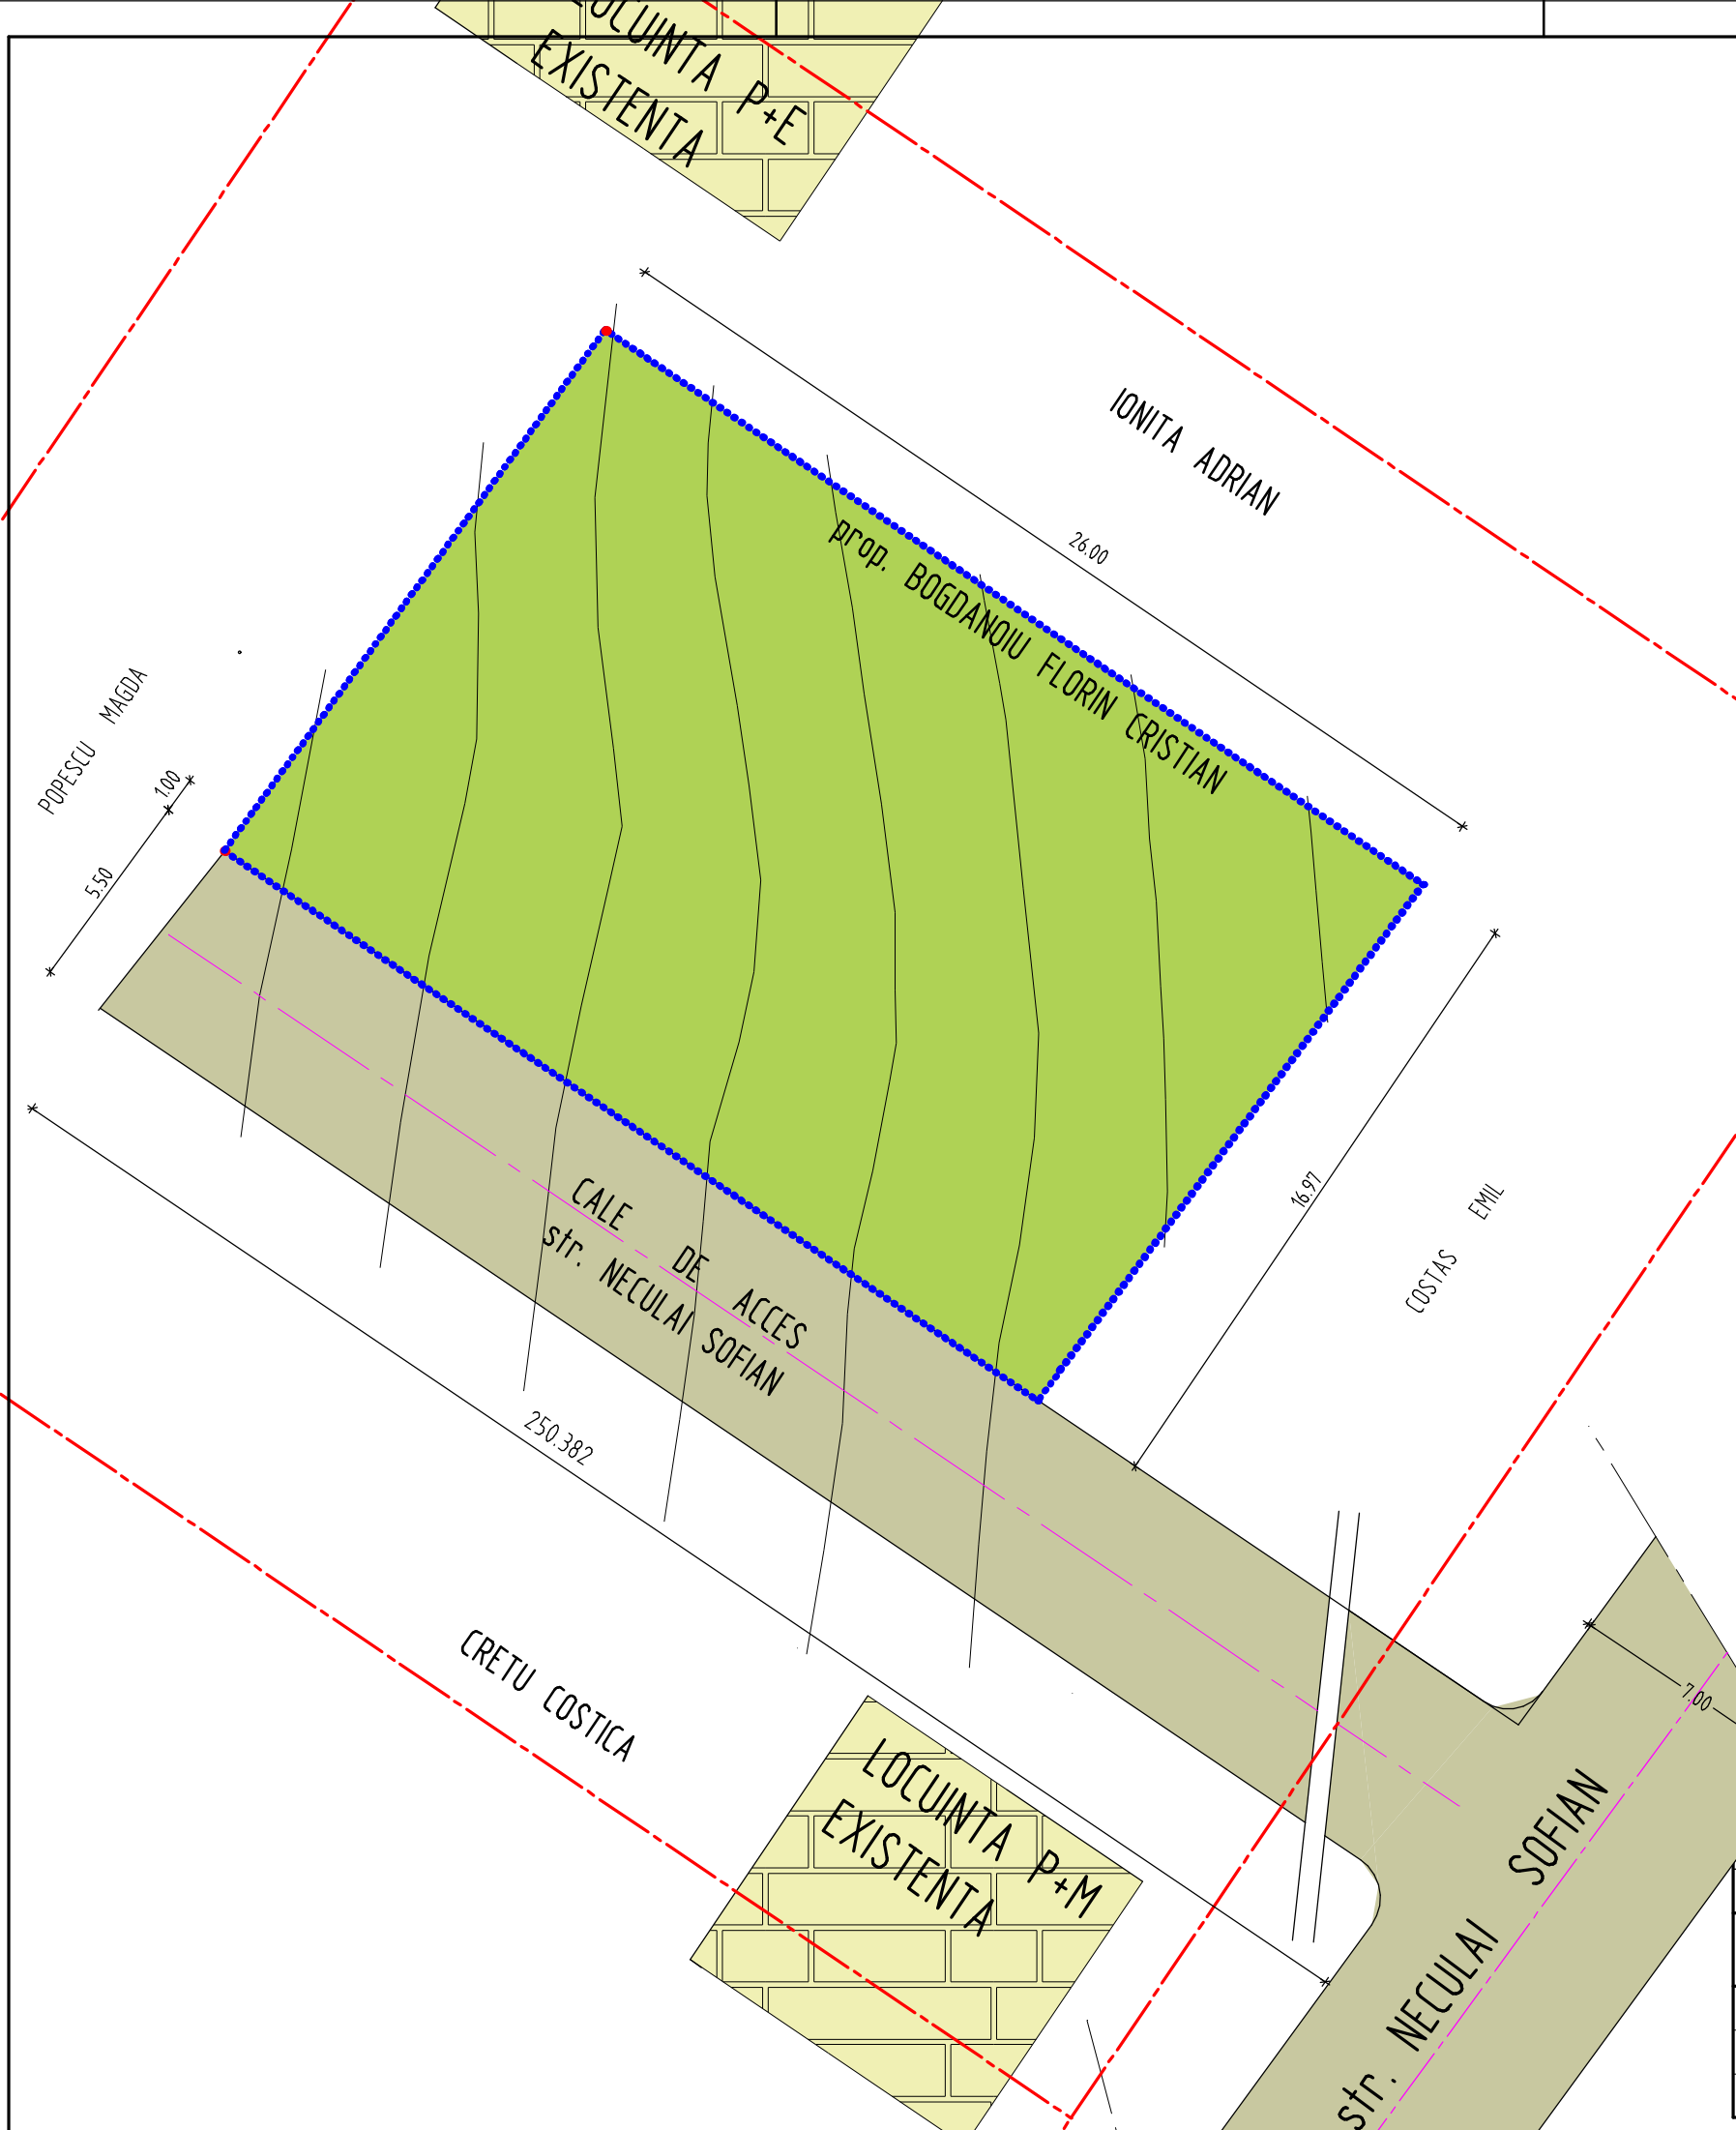 LOCUINTA P+E
EXISTENTA
IONITA ADRIAN
26.00
prop. BOGDANOIU FLORIN CRISTIAN
POPESCU MAGDA
1.00
5.50
16.97
COSTAS EMIL
CALE DE ACCES
str. NECULAI SOFIAN
250.382
CRETU COSTICA
7.00
LOCUINTA P+M
EXISTENTA
str. NECULAI SOFIAN